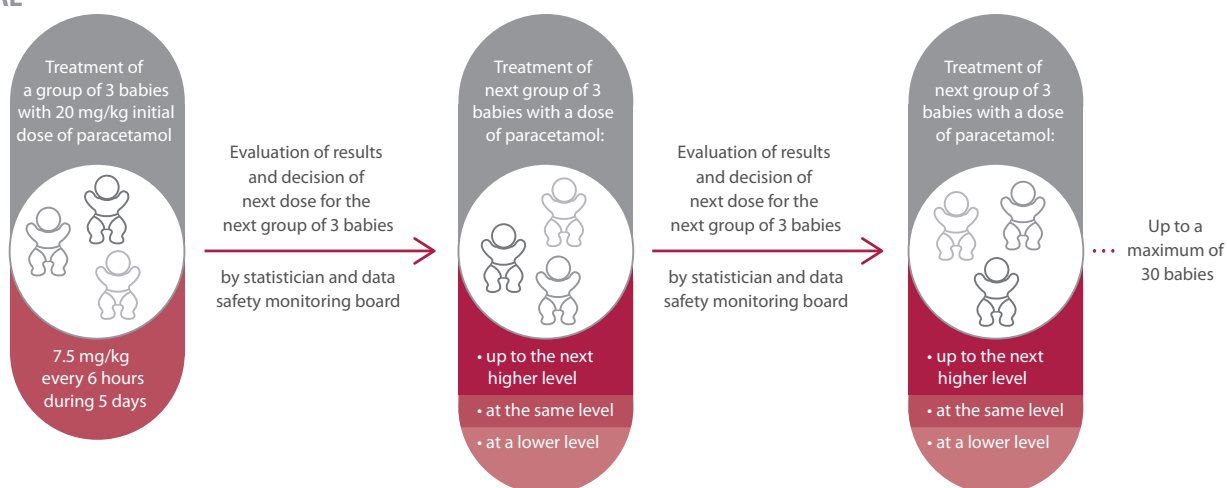 Treatment of
a group of 3 babies
with 20 mg/kg initial
dose of paracetamol
7.5 mg/kg
every 6 hours
during 5 days
Evaluation of results
and decision of
next dose for the
next group of 3 babies
by statistician and data
safety monitoring board
Treatment of
next group of 3
babies with a dose
of paracetamol:
• up to the next
higher level
• at the same level
• at a lower level
Evaluation of results
and decision of
next dose for the
next group of 3 babies
by statistician and data
safety monitoring board
Treatment of
next group of 3
babies with a dose
of paracetamol:
• up to the next
higher level
• at the same level
• at a lower level
Up to a
maximum of
30 babies